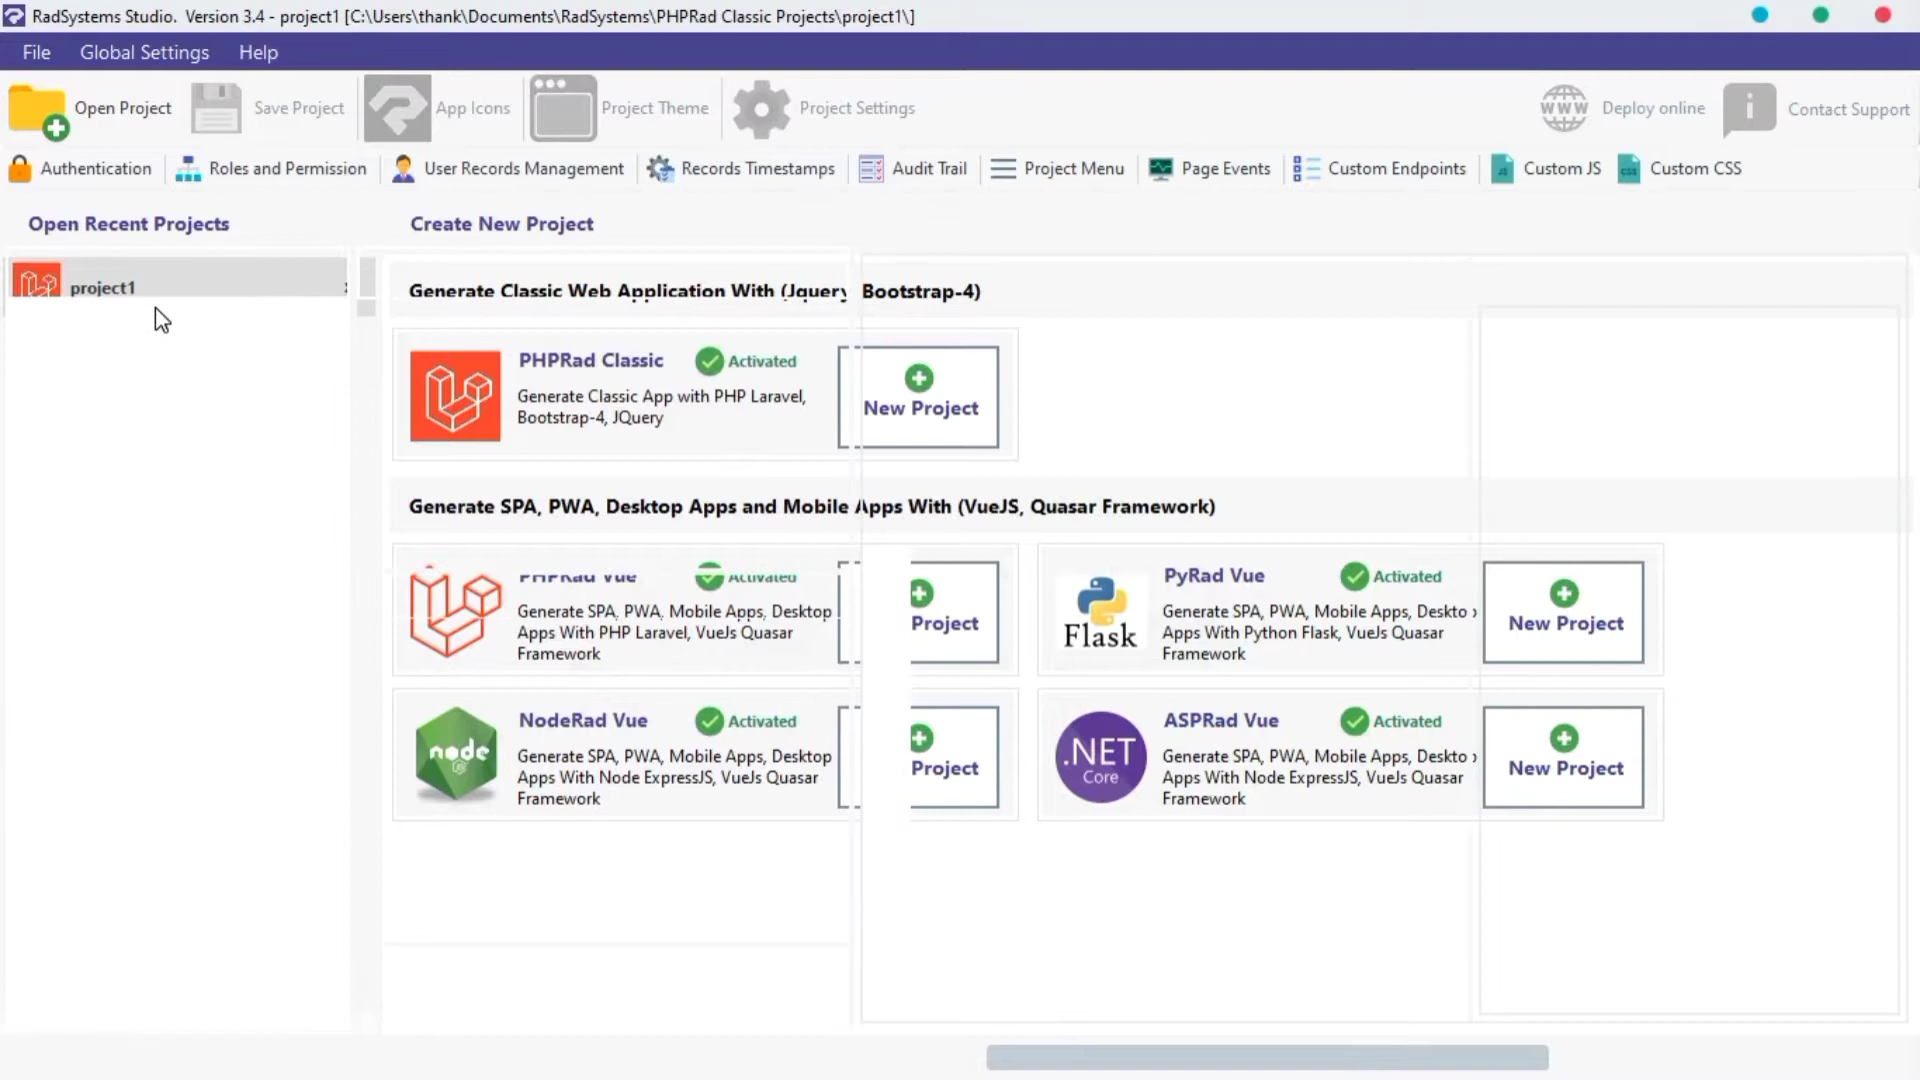 RadSystems Studio. Version 3.4 - project1 [C:\Users\thank\Documents\RadSystems\PHPRad Classic Projects\project1\]
File Global Settings Help
Open Project Save Project App Icons Project Theme Project Settings WWW Deploy online Contact Support
Authentication Roles and Permission User Records Management Records Timestamps Audit Trail Project Menu Page Events Custom Endpoints Custom JS Custom CSS
Open Recent Projects
Create New Project
project1
Generate Classic Web Application With (Jquery Bootstrap-4)
PHPRad Classic Activated
Generate Classic App with PHP Laravel,
Bootstrap-4, JQuery
New Project
Generate SPA, PWA, Desktop Apps and Mobile Apps With (VueJS, Quasar Framework)
PHPRad Vue Activated
Generate SPA, PWA, Mobile Apps, Desktop
Apps With PHP Laravel, VueJs Quasar
Framework
Project
Flask
PyRad Vue Activated
Generate SPA, PWA, Mobile Apps, Deskto
Apps With Python Flask, VueJs Quasar
Framework
New Project
node
NodeRad Vue Activated
Generate SPA, PWA, Mobile Apps, Desktop
Apps With Node ExpressJS, VueJs Quasar
Framework
Project
.NET
Core
ASPRad Vue Activated
Generate SPA, PWA, Mobile Apps, Deskto
Apps With Node ExpressJS, VueJs Quasar
Framework
New Project